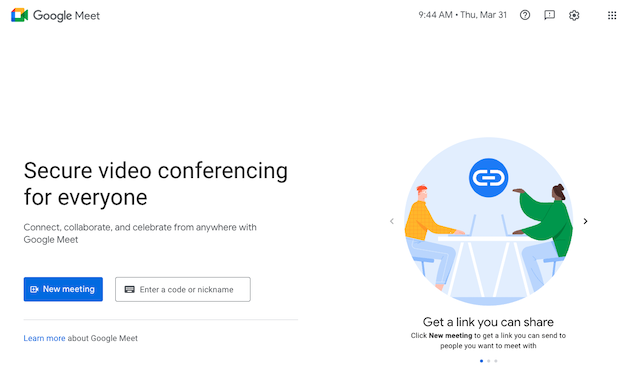 Google Meet
9:44 AM • Thu, Mar 31
Secure video conferencing
for everyone
Connect, collaborate, and celebrate from anywhere with
Google Meet
New meeting
Enter a code or nickname
Learn more about Google Meet
Get a link you can share
Click New meeting to get a link you can send to
people you want to meet with